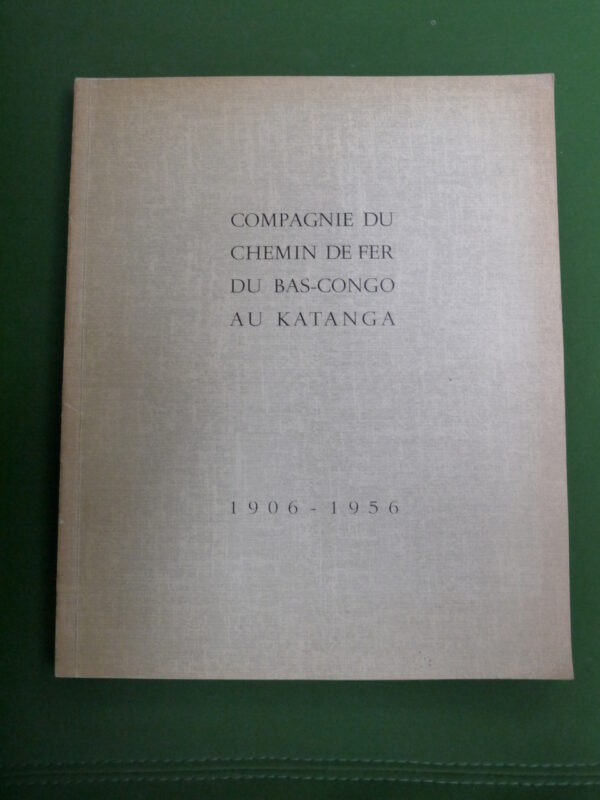 COMPAGNIE DU
CHEMIN DE FER
DU BAS-CONGO
AU KATANGA
1906 - 1956